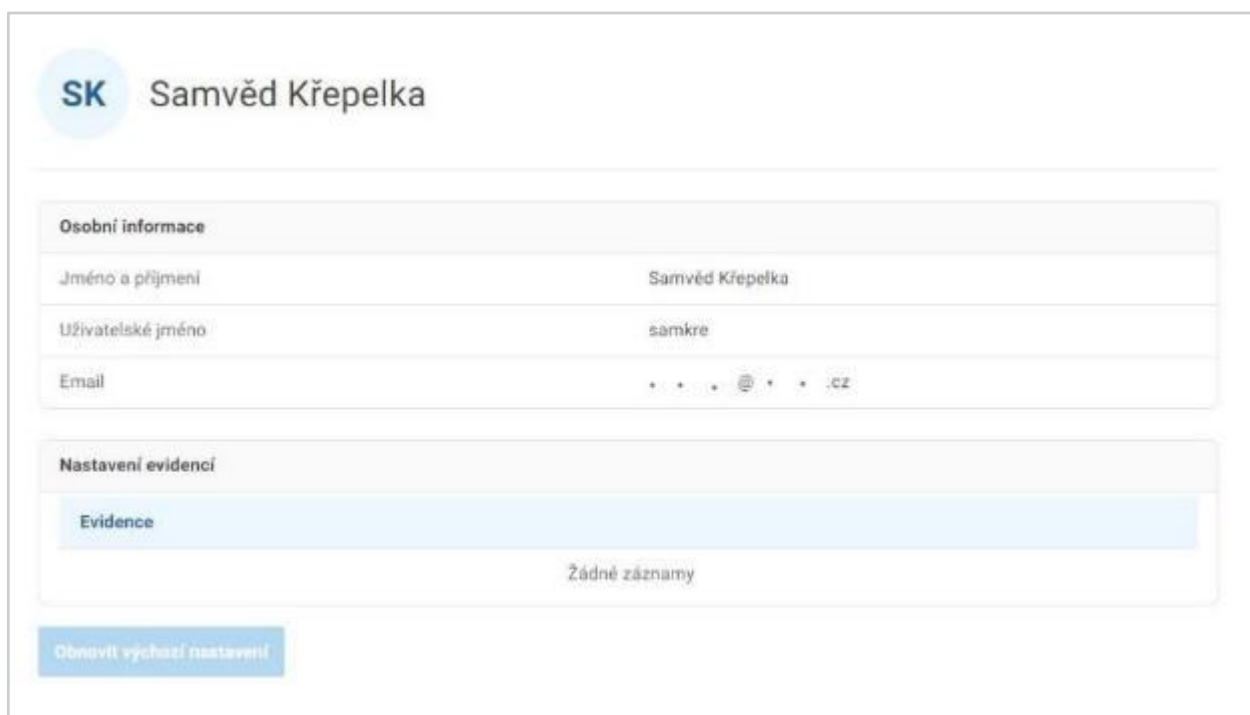 SK Samvěd Křepelka
Osobní informace
Jméno a příjmení Samvěd Křepelka
Uživatelské jméno samkre
Email @ .cz
Nastavení evidencí
Evidence
Žádné záznamy
Obnovit výchozí nastavení